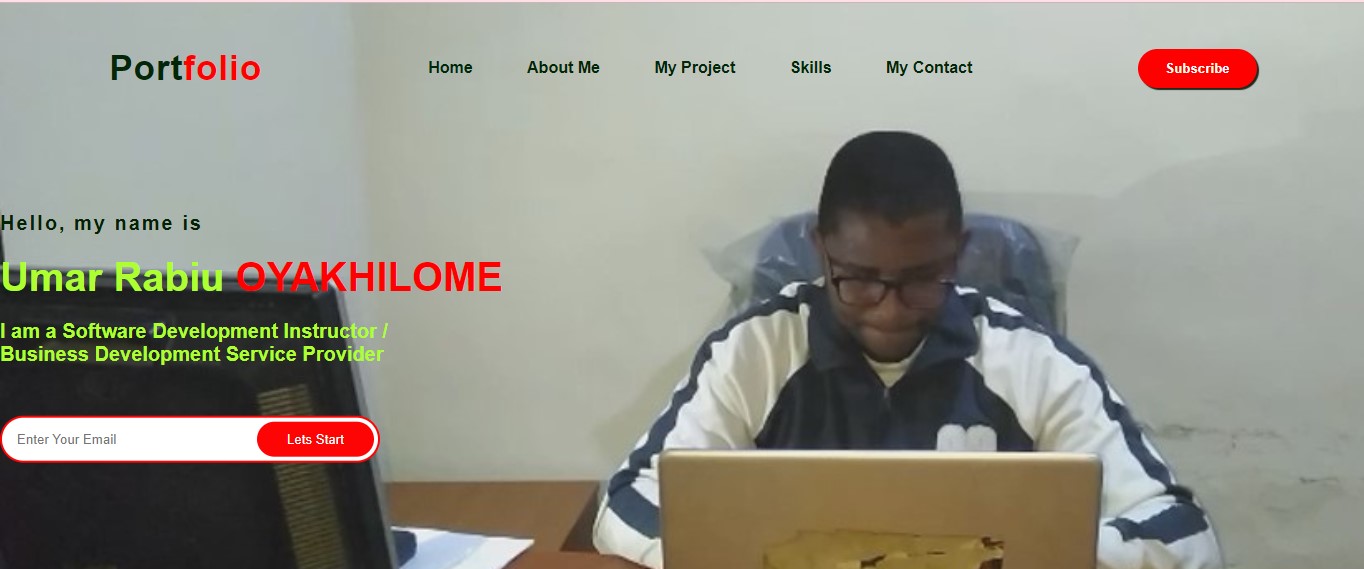 Portfolio
Home
About Me
My Project
Skills
My Contact
Subscribe
Hello, my name is
Umar Rabiu OYAKHILOME
I am a Software Development Instructor /
Business Development Service Provider
Enter Your Email
Lets Start